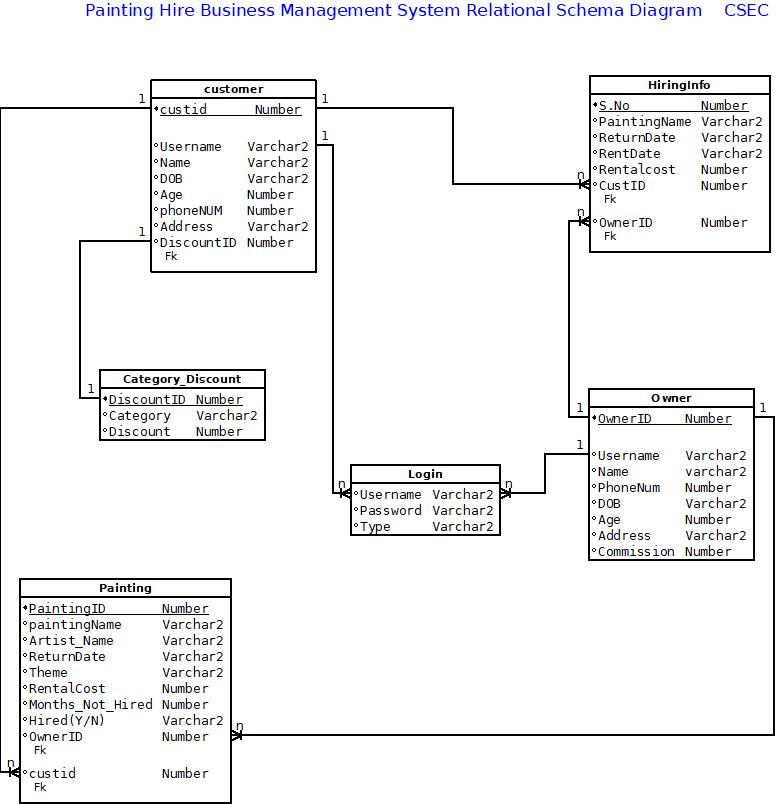 Painting Hire Business Management System Relational Schema Diagram CSEC
customer
custid Number
Username Varchar2
Name Varchar2
DOB Varchar2
Age Number
phoneNUM Number
Address Varchar2
DiscountID Number
Fk
1
1
1
1
HiringInfo
S.No Number
PaintingName Varchar2
ReturnDate Varchar2
RentDate Varchar2
Rentalcost Number
CustID Number
Fk
OwnerID Number
Fk
n
n
Category_Discount
DiscountID Number
Category Varchar2
Discount Number
1
Owner
OwnerID Number
Username Varchar2
Name varchar2
PhoneNum Number
DOB Varchar2
Age Number
Address Varchar2
Commission Number
1
1
1
Login
Username Varchar2
Password Varchar2
Type Varchar2
n
n
Painting
PaintingID Number
paintingName Varchar2
Artist_Name Varchar2
ReturnDate Varchar2
Theme Varchar2
RentalCost Number
Months_Not_Hired Number
Hired(Y/N) Varchar2
OwnerID Number
Fk
custid Number
Fk
n
n